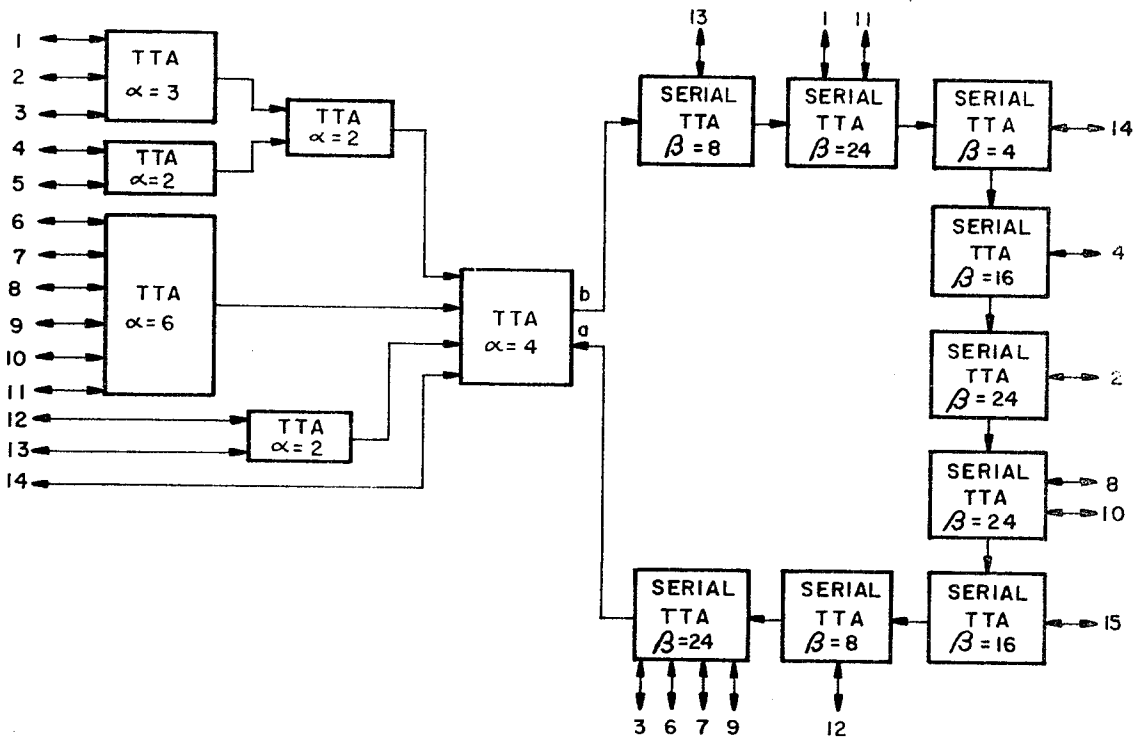 1
2
3
4
5
6
7
8
9
10
11
12
13
14
TTA
α = 3
TTA
α=2
TTA
α=2
TTA
α=6
TTA
α=2
TTA
α=4
b
a
13
SERIAL
TTA
β=8
1 11
SERIAL
TTA
β=24
SERIAL
TTA
β=4
14
SERIAL
TTA
β=16
4
SERIAL
TTA
β=24
2
SERIAL
TTA
β=24
8
10
SERIAL
TTA
β=16
15
SERIAL
TTA
β=8
12
SERIAL
TTA
β=24
3 6 7 9